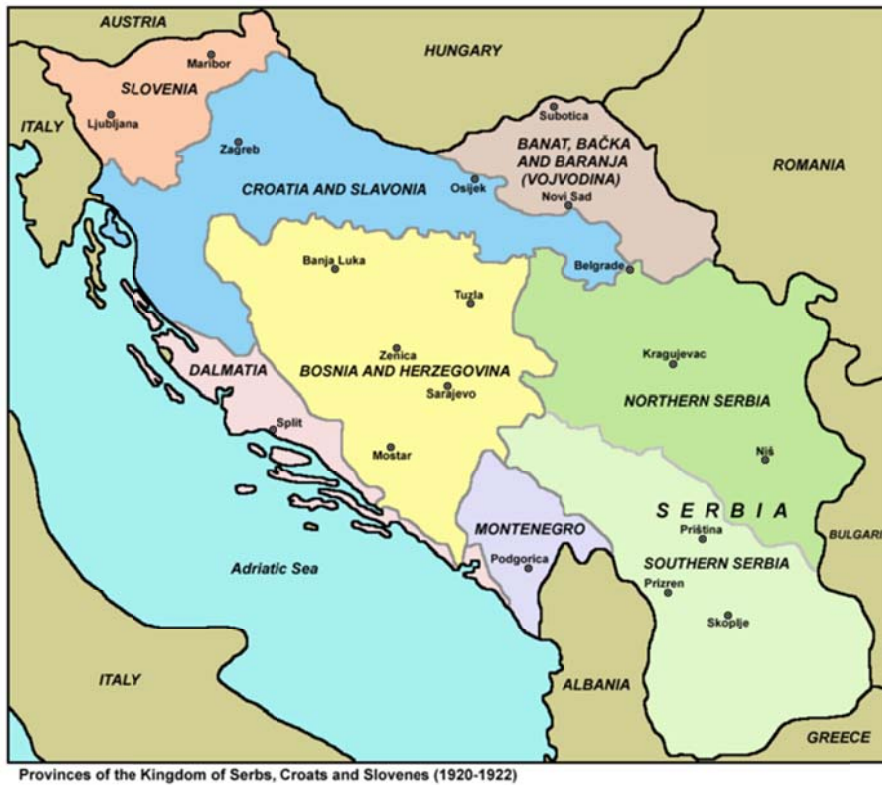 AUSTRIA
HUNGARY
Maribor
SLOVENIA
Ljubljana
ITALY
Subotica
BANAT, BAČKA
AND BARANJA
(VOJVODINA)
ROMANIA
Zagreb
CROATIA AND SLAVONIA
Osijek
Novi Sad
Banja Luka
Belgrade
Tuzla
Zenica
Kragujevac
DALMATIA
BOSNIA AND HERZEGOVINA
Sarajevo
NORTHERN SERBIA
Split
Mostar
Niš
SERBIA
MONTENEGRO
Priština
BULGARI
Podgorica
SOUTHERN SERBIA
Adriatic Sea
Prizren
Skoplje
ITALY
ALBANIA
GREECE
Provinces of the Kingdom of Serbs, Croats and Slovenes (1920-1922)